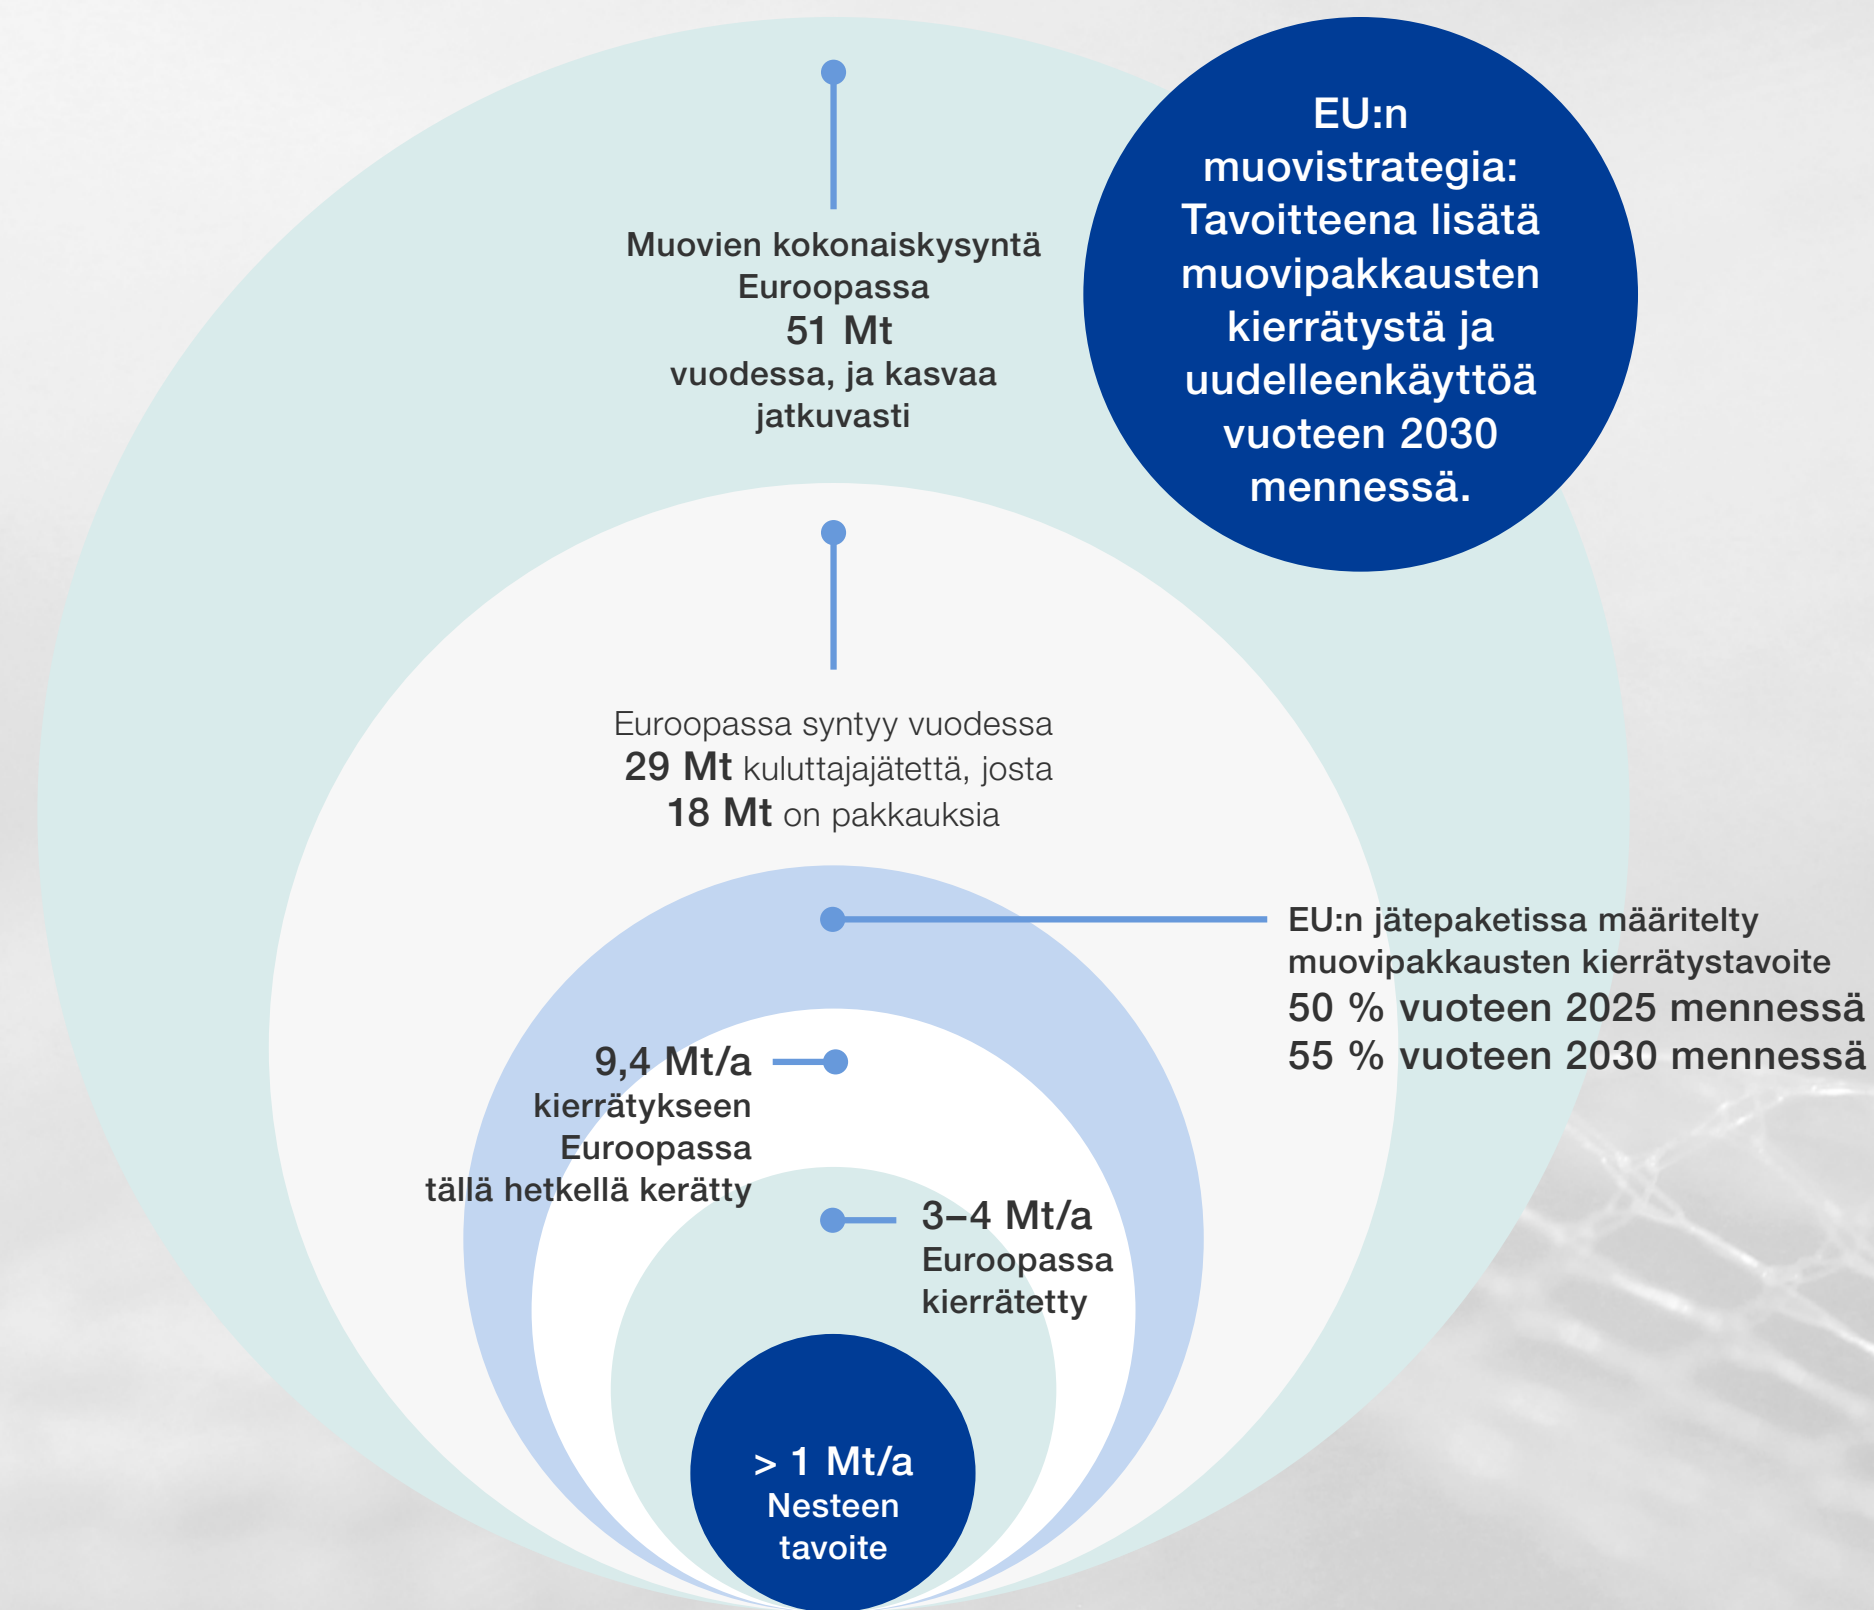 Muovien kokonaiskysyntä
Euroopassa
51 Mt
vuodessa, ja kasvaa
jatkuvasti
EU:n
muovistrategia:
Tavoitteena lisätä
muovipakkausten
kierrätystä ja
uudelleenkäyttöä
vuoteen 2030
mennessä.
Euroopassa syntyy vuodessa
29 Mt kuluttajajätettä, josta
18 Mt on pakkauksia
EU:n jätepaketissa määritelty
muovipakkausten kierrätystavoite
50 % vuoteen 2025 mennessä
55 % vuoteen 2030 mennessä
9,4 Mt/a
kierrätykseen
Euroopassa
tällä hetkellä kerätty
3–4 Mt/a
Euroopassa
kierrätetty
> 1 Mt/a
Nesteen
tavoite